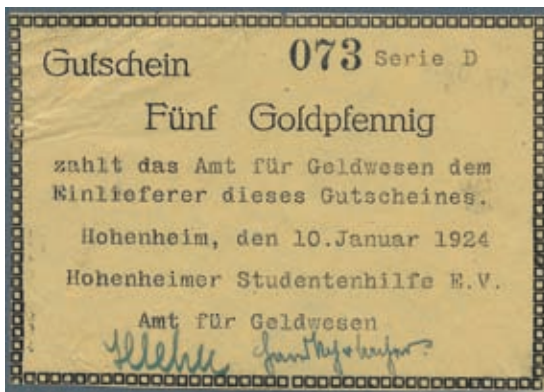 Gutschein 073 Serie D
Fünf Goldpfennig
zahlt das Amt für Geldwesen dem
Einlieferer dieses Gutscheines.
Hohenheim, den 10.Januar 1924
Hohenheimer Studentenhilfe E.V.
Amt für Geldwesen